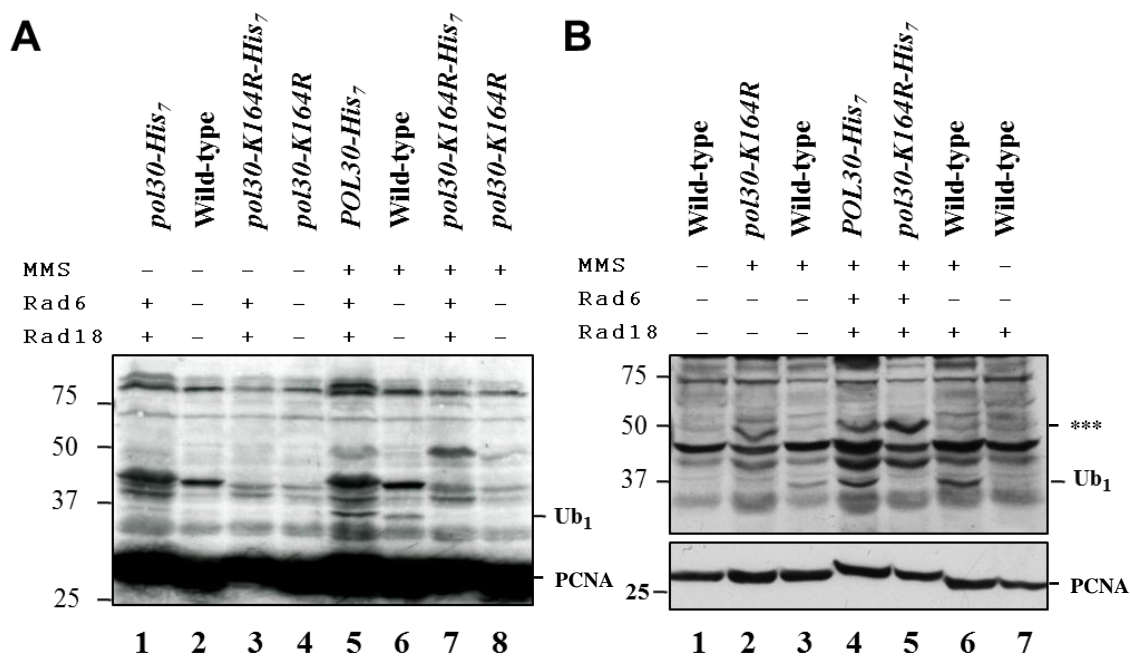 A
pol30-His7
Wild-type
pol30-K164R-His7
pol30-K164R
POL30-His7
Wild-type
pol30-K164R-His7
pol30-K164R
MMS – – – – + + + +
Rad6 + – + – + – + –
Rad18 + – + – + – + –
75
50
37
25
Ub1
PCNA
1 2 3 4 5 6 7 8
B
Wild-type
pol30-K164R
Wild-type
POL30-His7
pol30-K164R-His7
Wild-type
Wild-type
MMS – + + + + + –
Rad6 – – – + + – –
Rad18 – – – + + + +
75
50
37
25
***
Ub1
PCNA
1 2 3 4 5 6 7